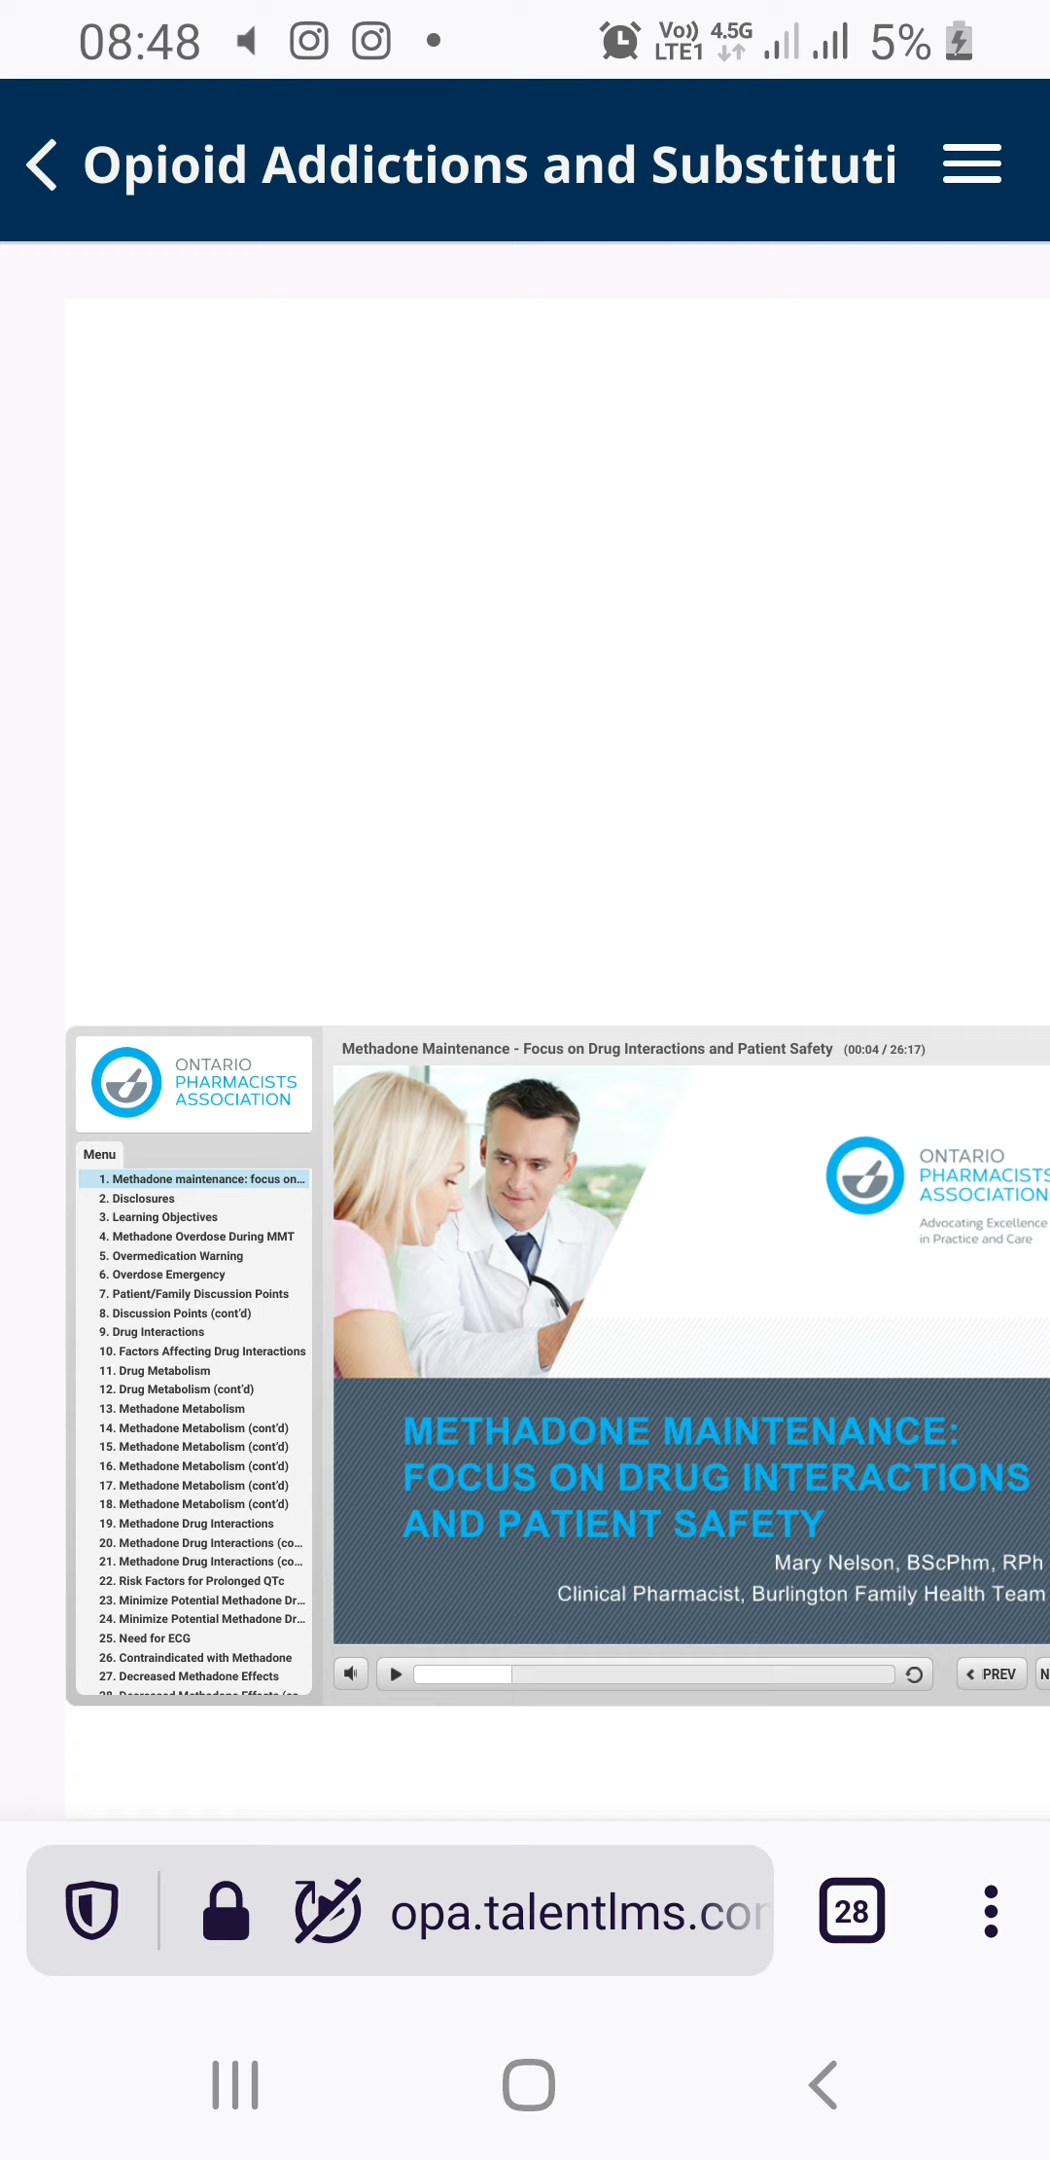 08:48
Vo)) 4.5G
LTE1
5%
Opioid Addictions and Substituti
ONTARIO
PHARMACISTS
ASSOCIATION
Methadone Maintenance - Focus on Drug Interactions and Patient Safety (00:04 / 26:17)
Menu
1. Methadone maintenance: focus on...
2. Disclosures
3. Learning Objectives
4. Methadone Overdose During MMT
5. Overmedication Warning
6. Overdose Emergency
7. Patient/Family Discussion Points
8. Discussion Points (cont'd)
9. Drug Interactions
10. Factors Affecting Drug Interactions
11. Drug Metabolism
12. Drug Metabolism (cont'd)
13. Methadone Metabolism
14. Methadone Metabolism (cont'd)
15. Methadone Metabolism (cont'd)
16. Methadone Metabolism (cont'd)
17. Methadone Metabolism (cont'd)
18. Methadone Metabolism (cont'd)
19. Methadone Drug Interactions
20. Methadone Drug Interactions (co...
21. Methadone Drug Interactions (co...
22. Risk Factors for Prolonged QTc
23. Minimize Potential Methadone Dr...
24. Minimize Potential Methadone Dr...
25. Need for ECG
26. Contraindicated with Methadone
27. Decreased Methadone Effects
ONTARIO
PHARMACISTS
ASSOCIATION
Advocating Excellence
in Practice and Care
METHADONE MAINTENANCE:
FOCUS ON DRUG INTERACTIONS
AND PATIENT SAFETY
Mary Nelson, BScPhm, RPh
Clinical Pharmacist, Burlington Family Health Team
PREV
N
opa.talentlms.com
28